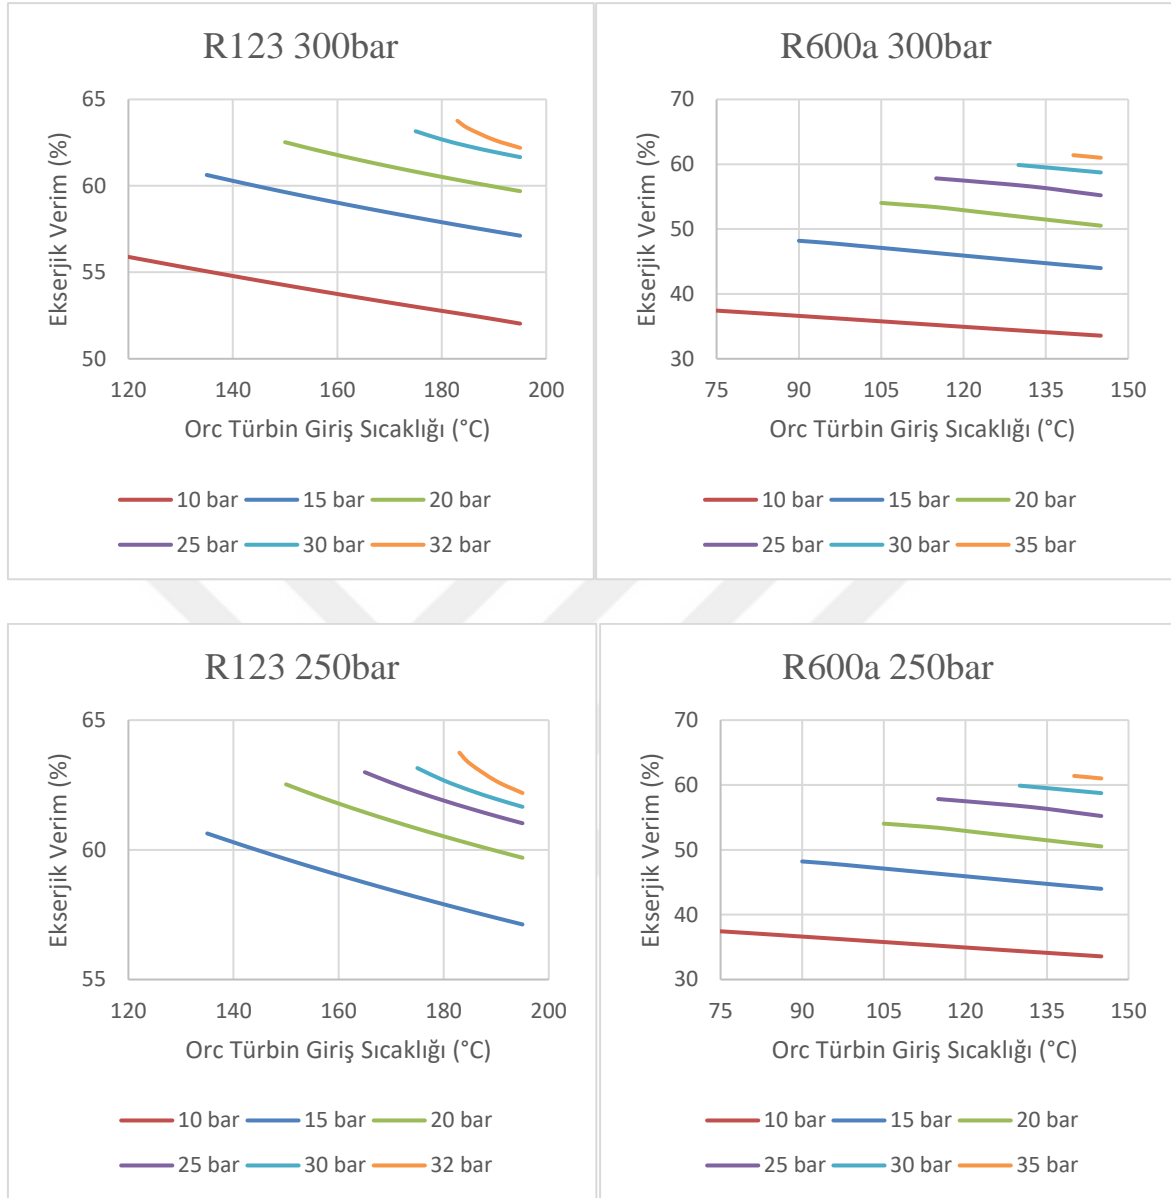 R123 300bar
65
60
55
50
Ekserjik Verim (%)
120 140 160 180 200
Orc Türbin Giriş Sıcaklığı (°C)
10 bar 15 bar 20 bar
25 bar 30 bar 32 bar
R600a 300bar
70
60
50
40
30
Ekserjik Verim (%)
75 90 105 120 135 150
Orc Türbin Giriş Sıcaklığı (°C)
10 bar 15 bar 20 bar
25 bar 30 bar 35 bar
R123 250bar
65
60
55
Ekserjik Verim (%)
120 140 160 180 200
Orc Türbin Giriş Sıcaklığı (°C)
10 bar 15 bar 20 bar
25 bar 30 bar 32 bar
R600a 250bar
70
60
50
40
30
Ekserjik Verim (%)
75 90 105 120 135 150
Orc Türbin Giriş Sıcaklığı (°C)
10 bar 15 bar 20 bar
25 bar 30 bar 35 bar